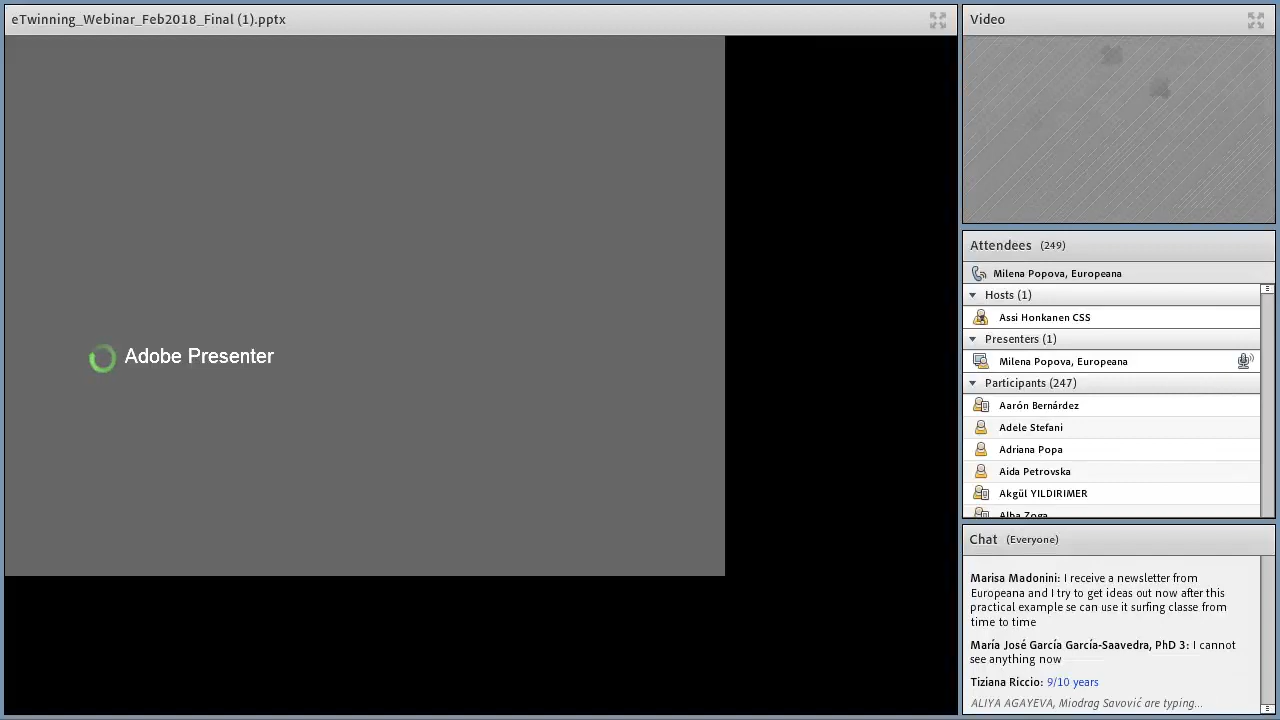 eTwinning_Webinar_Feb2018_Final (1).pptx
Adobe Presenter
Video
Attendees (249)
Milena Popova, Europeana
Hosts (1)
Assi Honkanen CSS
Presenters (1)
Milena Popova, Europeana
Participants (247)
Aarón Bernárdez
Adele Stefani
Adriana Popa
Aida Petrovska
Akgül YILDIRIMER
Alba Zoga
Chat (Everyone)
Marisa Madonini: I receive a newsletter from
Europeana and I try to get ideas out now after this
practical example se can use it surfing classe from
time to time
María José García García-Saavedra, PhD 3: I cannot
see anything now
Tiziana Riccio: 9/10 years
ALIYA AGAYEVA, Miodrag Savović are typing...